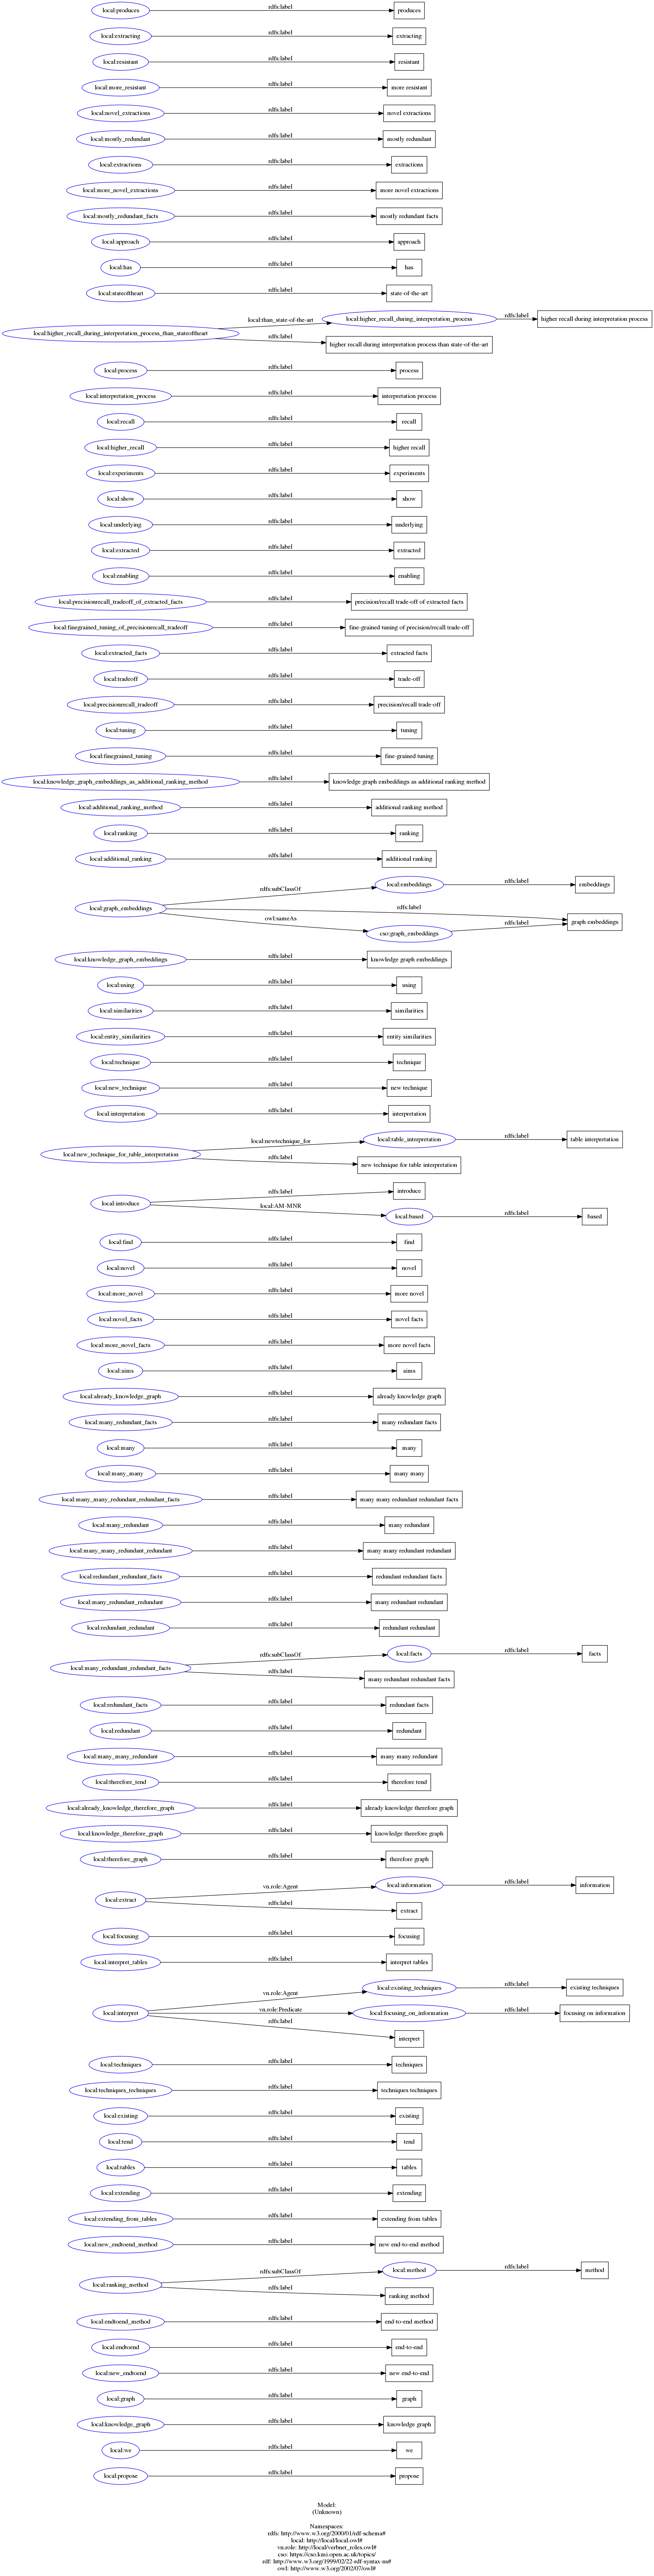 local:produces rdfs:label produces
local:extracting rdfs:label extracting
local:resistant rdfs:label resistant
local:more_resistant rdfs:label more resistant
local:novel_extractions rdfs:label novel extractions
local:mostly_redundant rdfs:label mostly redundant
local:extractions rdfs:label extractions
local:more_novel_extractions rdfs:label more novel extractions
local:mostly_redundant_facts rdfs:label mostly redundant facts
local:approach rdfs:label approach
local:has rdfs:label has
local:stateoftheart rdfs:label state-of-the-art
local:than_state-of-the-art local:higher_recall_during_interpretation_process rdfs:label higher recall during interpretation process
local:higher_recall_during_interpretation_process_than_stateoftheart rdfs:label higher recall during interpretation process than state-of-the-art
local:process rdfs:label process
local:interpretation_process rdfs:label interpretation process
local:recall rdfs:label recall
local:higher_recall rdfs:label higher recall
local:experiments rdfs:label experiments
local:show rdfs:label show
local:underlying rdfs:label underlying
local:extracted rdfs:label extracted
local:enabling rdfs:label enabling
local:precisionrecall_tradeoff_of_extracted_facts rdfs:label precision/recall trade-off of extracted facts
local:finegrained_tuning_of_precisionrecall_tradeoff rdfs:label fine-grained tuning of precision/recall trade-off
local:extracted_facts rdfs:label extracted facts
local:tradeoff rdfs:label trade-off
local:precisionrecall_tradeoff rdfs:label precision/recall trade-off
local:tuning rdfs:label tuning
local:finegrained_tuning rdfs:label fine-grained tuning
local:knowledge_graph_embeddings_as_additional_ranking_method rdfs:label knowledge graph embeddings as additional ranking method
local:additional_ranking_method rdfs:label additional ranking method
local:ranking rdfs:label ranking
local:additional_ranking rdfs:label additional ranking
rdfs:subClassOf local:embeddings rdfs:label embeddings
local:graph_embeddings rdfs:label graph embeddings
owl:sameAs cso:graph_embeddings rdfs:label
local:knowledge_graph_embeddings rdfs:label knowledge graph embeddings
local:using rdfs:label using
local:similarities rdfs:label similarities
local:entity_similarities rdfs:label entity similarities
local:technique rdfs:label technique
local:new_technique rdfs:label new technique
local:interpretation rdfs:label interpretation
local:newtechnique_for local:table_interpretation rdfs:label table interpretation
local:new_technique_for_table_interpretation rdfs:label new technique for table interpretation
local:introduce rdfs:label introduce
local:AM-MNR local:based rdfs:label based
local:find rdfs:label find
local:novel rdfs:label novel
local:more_novel rdfs:label more novel
local:novel_facts rdfs:label novel facts
local:more_novel_facts rdfs:label more novel facts
local:aims rdfs:label aims
local:already_knowledge_graph rdfs:label already knowledge graph
local:many_redundant_facts rdfs:label many redundant facts
local:many rdfs:label many
local:many_many rdfs:label many many
local:many_many_redundant_redundant_facts rdfs:label many many redundant redundant facts
local:many_redundant rdfs:label many redundant
local:many_many_redundant_redundant rdfs:label many many redundant redundant
local:redundant_redundant_facts rdfs:label redundant redundant facts
local:many_redundant_redundant rdfs:label many redundant redundant
local:redundant_redundant rdfs:label redundant redundant
rdfs:subClassOf local:facts rdfs:label facts
local:many_redundant_redundant_facts rdfs:label many redundant redundant facts
local:redundant_facts rdfs:label redundant facts
local:redundant rdfs:label redundant
local:many_many_redundant rdfs:label many many redundant
local:therefore_tend rdfs:label therefore tend
local:already_knowledge_therefore_graph rdfs:label already knowledge therefore graph
local:knowledge_therefore_graph rdfs:label knowledge therefore graph
local:therefore_graph rdfs:label therefore graph
vn.role:Agent local:information rdfs:label information
local:extract rdfs:label extract
local:focusing rdfs:label focusing
local:interpret_tables rdfs:label interpret tables
vn.role:Agent local:existing_techniques rdfs:label existing techniques
local:interpret vn.role:Predicate local:focusing_on_information rdfs:label focusing on information
rdfs:label interpret
local:techniques rdfs:label techniques
local:techniques_techniques rdfs:label techniques techniques
local:existing rdfs:label existing
local:tend rdfs:label tend
local:tables rdfs:label tables
local:extending rdfs:label extending
local:extending_from_tables rdfs:label extending from tables
local:new_endtoend_method rdfs:label new end-to-end method
rdfs:subClassOf local:method rdfs:label method
local:ranking_method rdfs:label ranking method
local:endtoend_method rdfs:label end-to-end method
local:endtoend rdfs:label end-to-end
local:new_endtoend rdfs:label new end-to-end
local:graph rdfs:label graph
local:knowledge_graph rdfs:label knowledge graph
local:we rdfs:label we
local:propose rdfs:label propose
Model:
(Unknown)
Namespaces:
rdfs: http://www.w3.org/2000/01/rdf-schema#
local: http://local/local.owl#
vn.role: http://local/verbnet_roles.owl#
cso: https://cso.kmi.open.ac.uk/topics/
rdf: http://www.w3.org/1999/02/22-rdf-syntax-ns#
owl: http://www.w3.org/2002/07/owl#